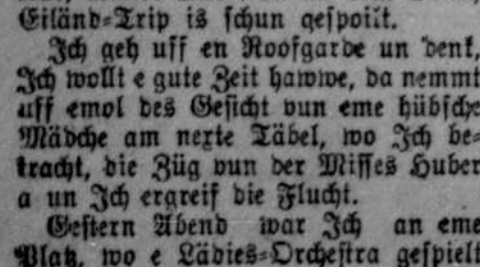 Eiländ-Trip is schun gespoilt.
Ich geh uff en Roofgarde un denk,
Ich wollt e gute Zeit hawwe, da nemmt
uff emol des Gesicht vun eme hübsche
Mädche am nexte Täbel, wo Ich be-
tracht, die Züg vun der Misses Huber
a un Ich ergreif die Flucht.
Gestern Abend war Ich an eme
Platz, wo e Lädies-Orchestra gespielt